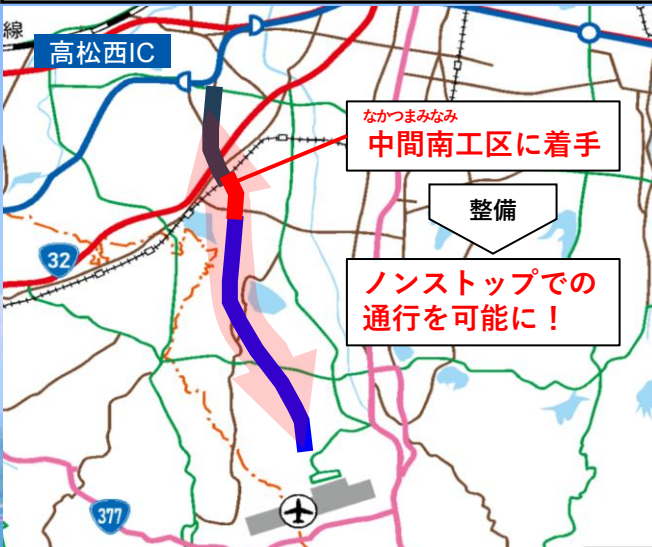 線
高松西IC
なかつまみなみ
中間南工区に着手
整備
ノンストップでの
通行を可能に！
32
377